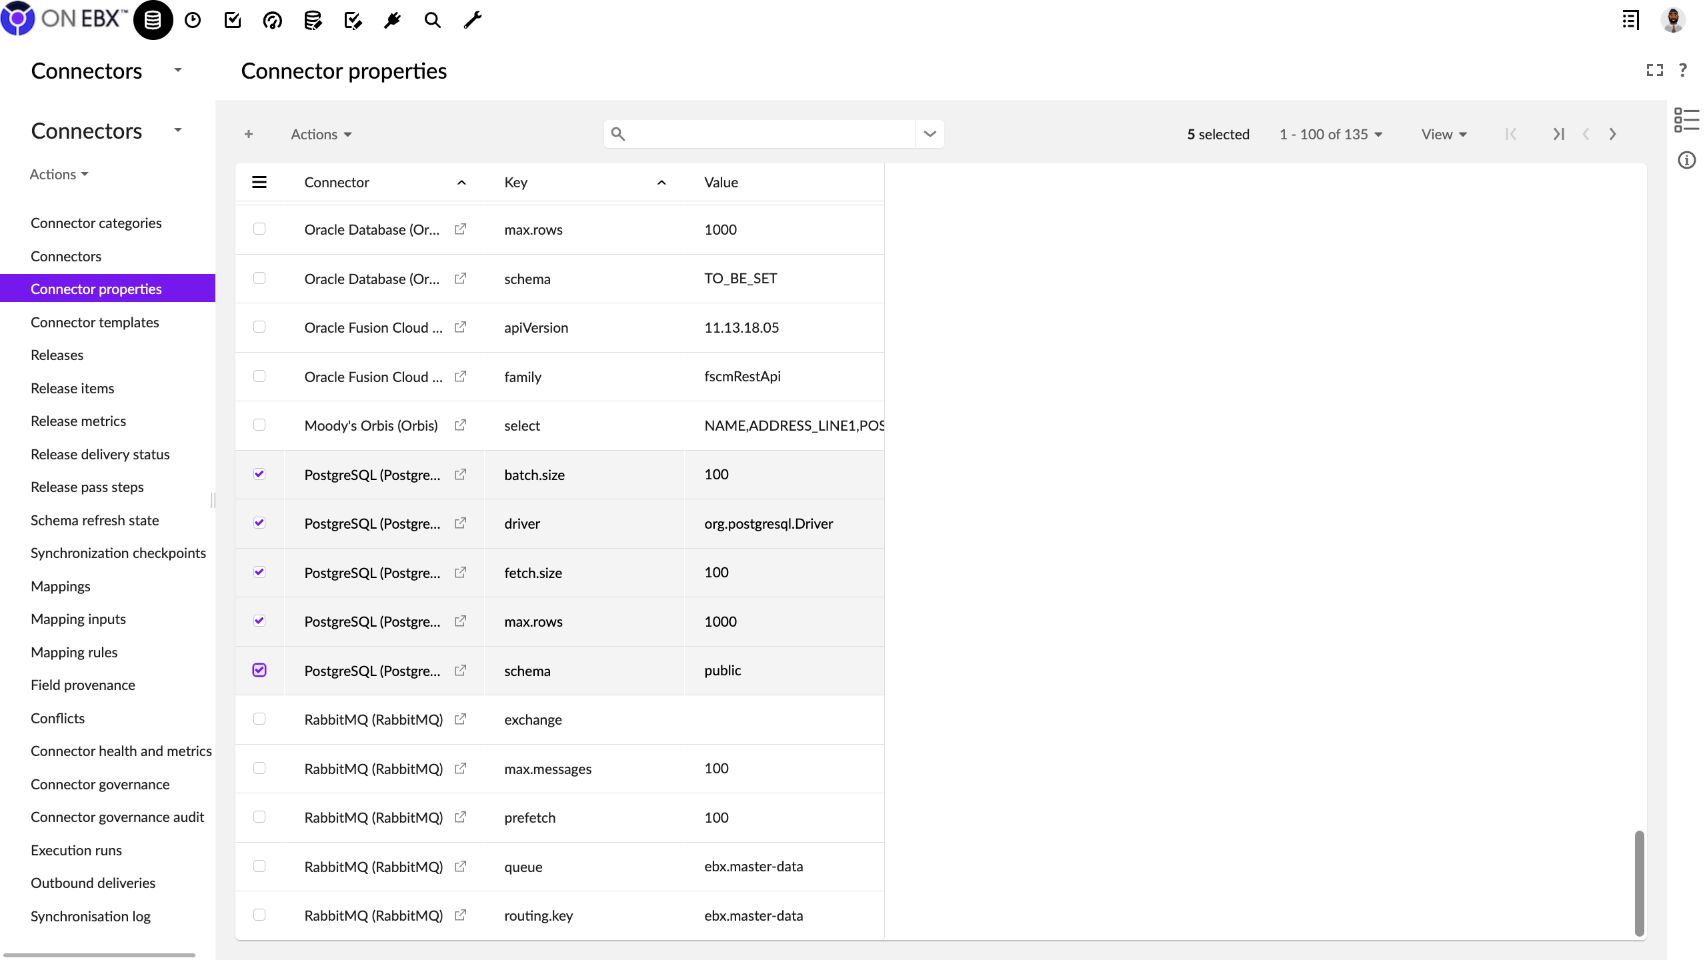 ON EBX™
Connectors
Connector properties
?
Connectors
Actions
Connector categories
Connectors
Connector properties
Connector templates
Releases
Release items
Release metrics
Release delivery status
Release pass steps
Schema refresh state
Synchronization checkpoints
Mappings
Mapping inputs
Mapping rules
Field provenance
Conflicts
Connector health and metrics
Connector governance
Connector governance audit
Execution runs
Outbound deliveries
Synchronisation log
+ Actions 5 selected 1 - 100 of 135 View
Connector Key Value
Oracle Database (Or... max.rows 1000
Oracle Database (Or... schema TO_BE_SET
Oracle Fusion Cloud ... apiVersion 11.13.18.05
Oracle Fusion Cloud ... family fscmRestApi
Moody's Orbis (Orbis) select NAME,ADDRESS_LINE1,POS
PostgreSQL (Postgre... batch.size 100
PostgreSQL (Postgre... driver org.postgresql.Driver
PostgreSQL (Postgre... fetch.size 100
PostgreSQL (Postgre... max.rows 1000
PostgreSQL (Postgre... schema public
RabbitMQ (RabbitMQ) exchange
RabbitMQ (RabbitMQ) max.messages 100
RabbitMQ (RabbitMQ) prefetch 100
RabbitMQ (RabbitMQ) queue ebx.master-data
RabbitMQ (RabbitMQ) routing.key ebx.master-data